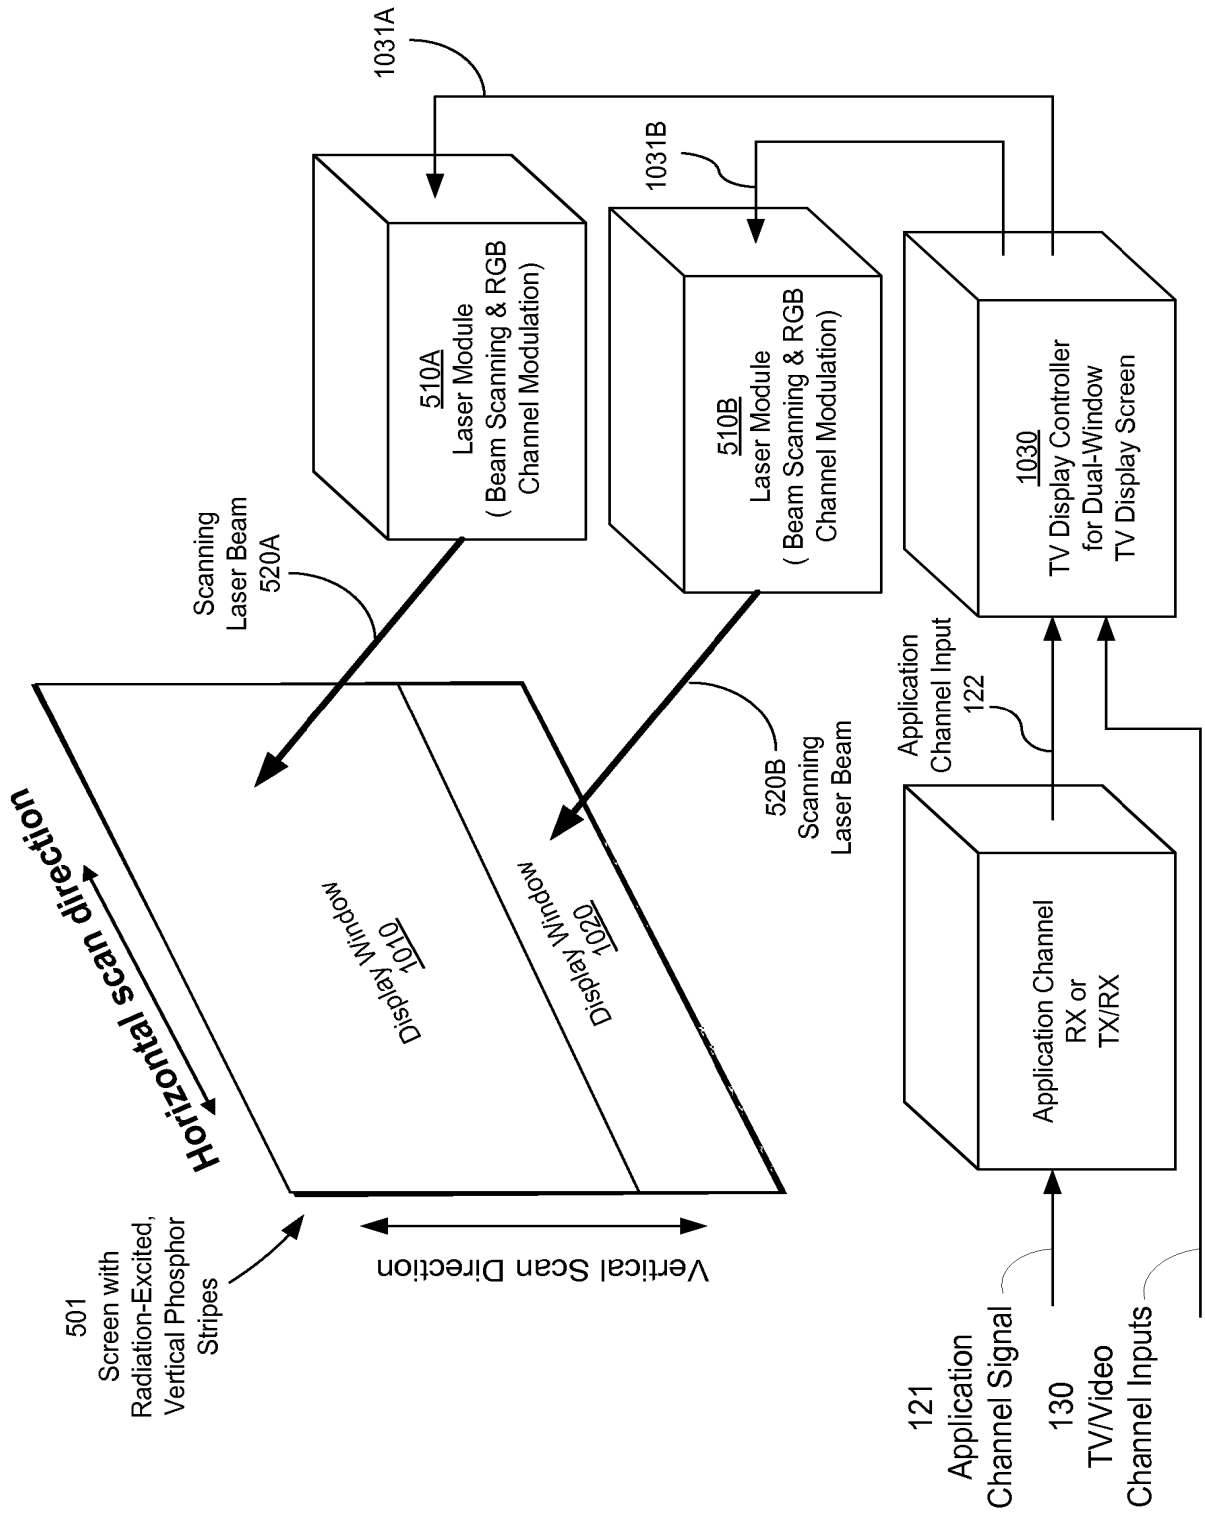 501
Screen with
Radiation-Excited,
Vertical Phosphor
Stripes
Horizontal scan direction
Vertical Scan Direction
Display Window
1010
Display Window
1020
Scanning
Laser Beam
520A
520B
Scanning
Laser Beam
510A
Laser Module
( Beam Scanning & RGB
Channel Modulation)
1031A
510B
Laser Module
( Beam Scanning & RGB
Channel Modulation)
1031B
121
Application
Channel Signal
130
TV/Video
Channel Inputs
Application Channel
RX or
TX/RX
Application
Channel Input
122
1030
TV Display Controller
for Dual-Window
TV Display Screen